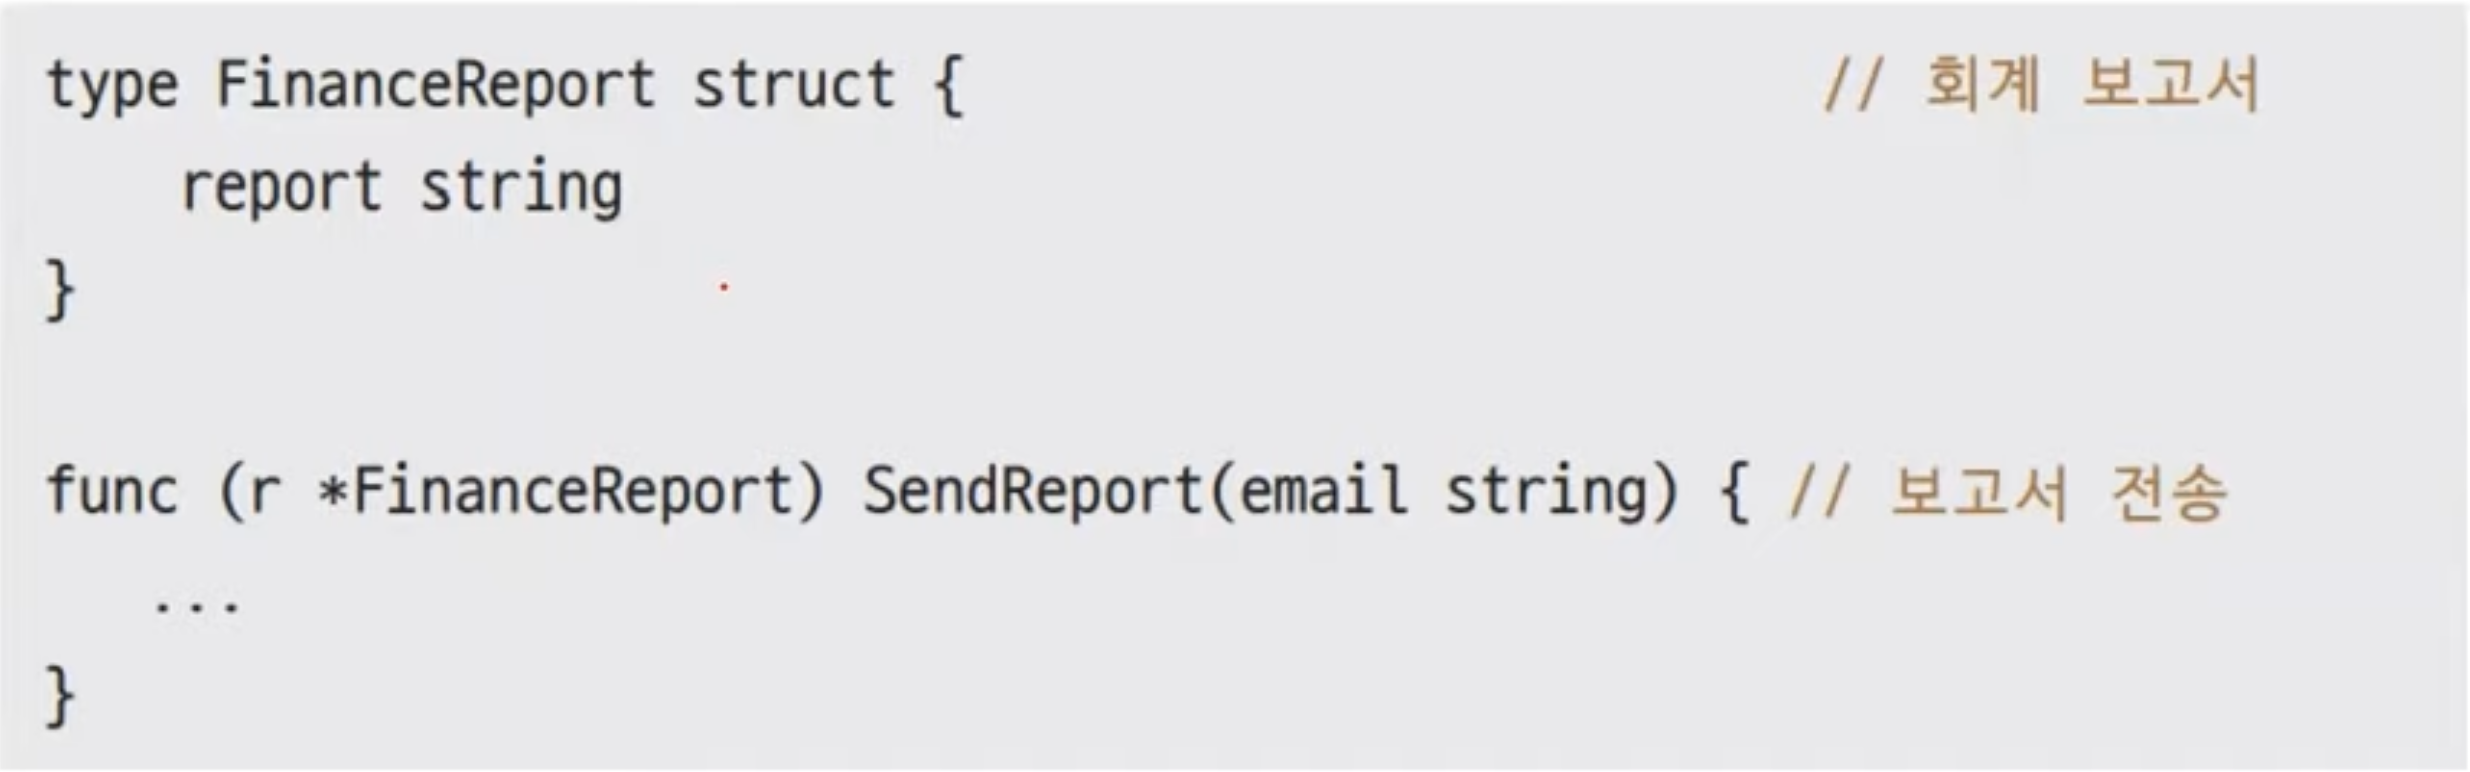 type FinanceReport struct { // 회계 보고서
report string
}
func (r *FinanceReport) SendReport(email string) { // 보고서 전송
...
}